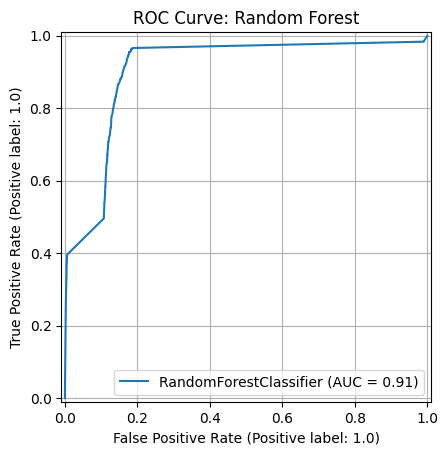 ROC Curve: Random Forest
True Positive Rate (Positive label: 1.0)
1.0
0.8
0.6
0.4
0.2
0.0
RandomForestClassifier (AUC = 0.91)
0.0 0.2 0.4 0.6 0.8 1.0
False Positive Rate (Positive label: 1.0)